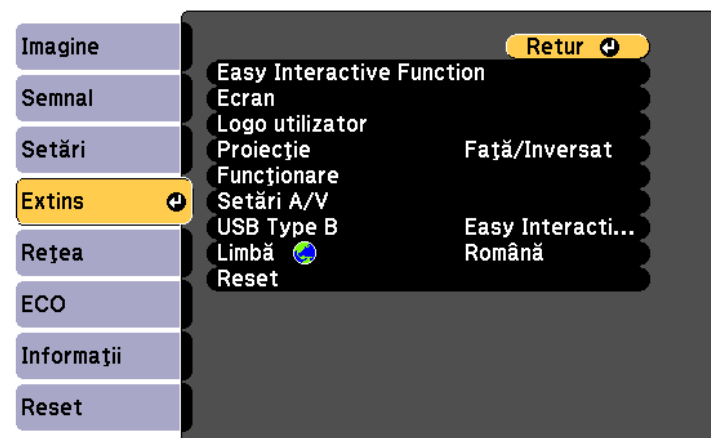 Imagine
Semnal
Setări
Extins
Reţea
ECO
Informaţii
Reset
Retur
Easy Interactive Function
Ecran
Logo utilizator
Proiecţie Faţă/Inversat
Funcţionare
Setări A/V
USB Type B Easy Interacti...
Limbă Română
Reset